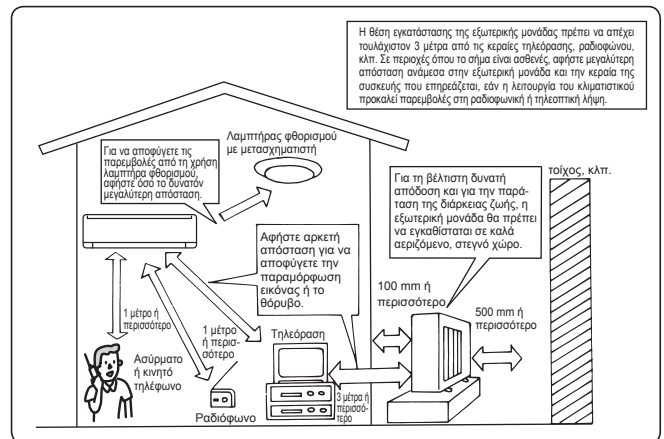 Η θέση εγκατάστασης της εξωτερικής μονάδας πρέπει να απέχει
τουλάχιστον 3 μέτρα από τις κεραίες τηλεόρασης, ραδιοφώνου,
κλπ. Σε περιοχές όπου το σήμα είναι ασθενές, αφήστε μεγαλύτερη
απόσταση ανάμεσα στην εξωτερική μονάδα και την κεραία της
συσκευής που επηρεάζεται, εάν η λειτουργία του κλιματιστικού
προκαλεί παρεμβολές στη ραδιοφωνική ή τηλεοπτική λήψη.
Λαμπτήρας φθορισμού
με μετασχηματιστή
Για να αποφύγετε τις
παρεμβολές από τη χρήση
λαμπτήρα φθορισμού,
αφήστε όσο το δυνατόν
μεγαλύτερη απόσταση.
Για τη βέλτιστη δυνατή
απόδοση και για την παρά-
ταση της διάρκειας ζωής, η
εξωτερική μονάδα θα πρέπει
να εγκαθίσταται σε καλά
αεριζόμενο, στεγνό χώρο.
τοίχος, κλπ.
Αφήστε αρκετή
απόσταση για να
αποφύγετε την
παραμόρφωση
εικόνας ή το
θόρυβο.
100 mm ή
περισσότερο
500 mm ή
περισσότερο
1 μέτρο ή
περισσότερο
1 μέτρο
ή περισ-
σότερο
Τηλεόραση
Ασύρματο
ή κινητό
τηλέφωνο
Ραδιόφωνο
3 μέτρα ή
περισσό-
τερο